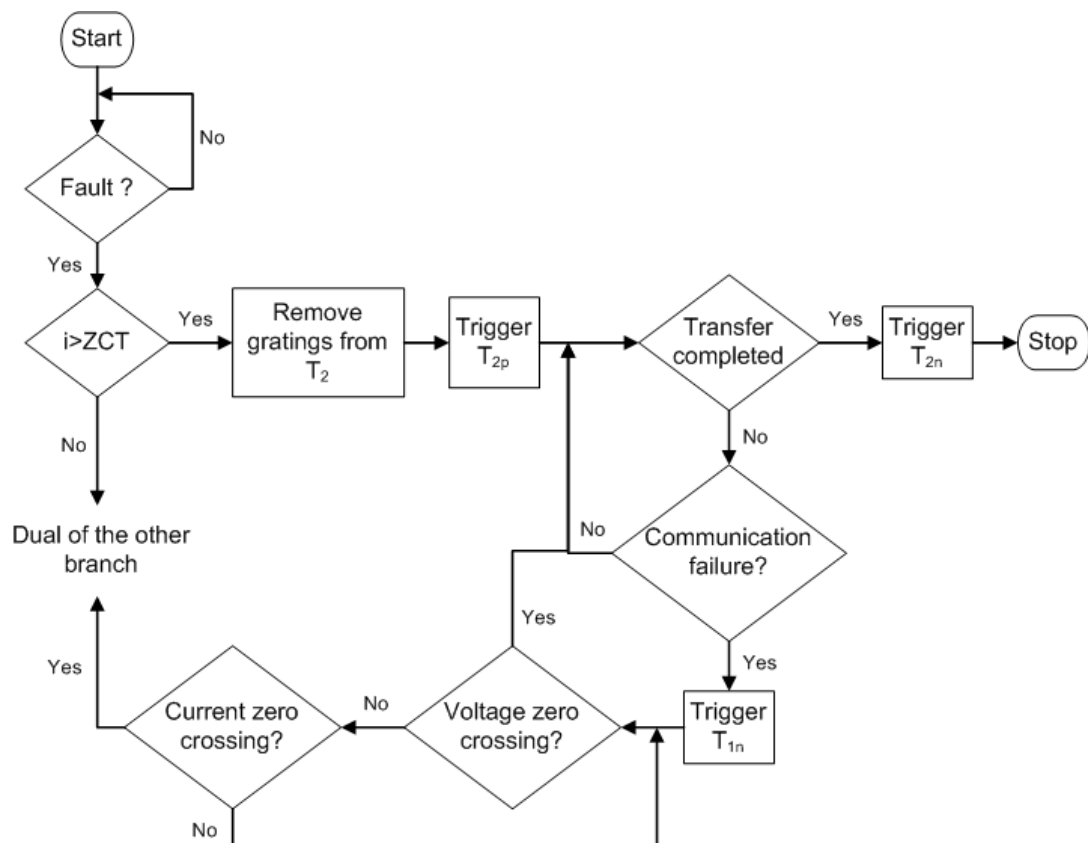 Start
No
Fault ?
Yes
i>ZCT
Yes
Remove
gratings from
T2
Trigger
T2p
Transfer
completed
Yes
Trigger
T2n
Stop
No
No
Dual of the other
branch
No
Communication
failure?
Yes
Yes
Yes
Current zero
crossing?
No
Voltage zero
crossing?
Trigger
T1n
No